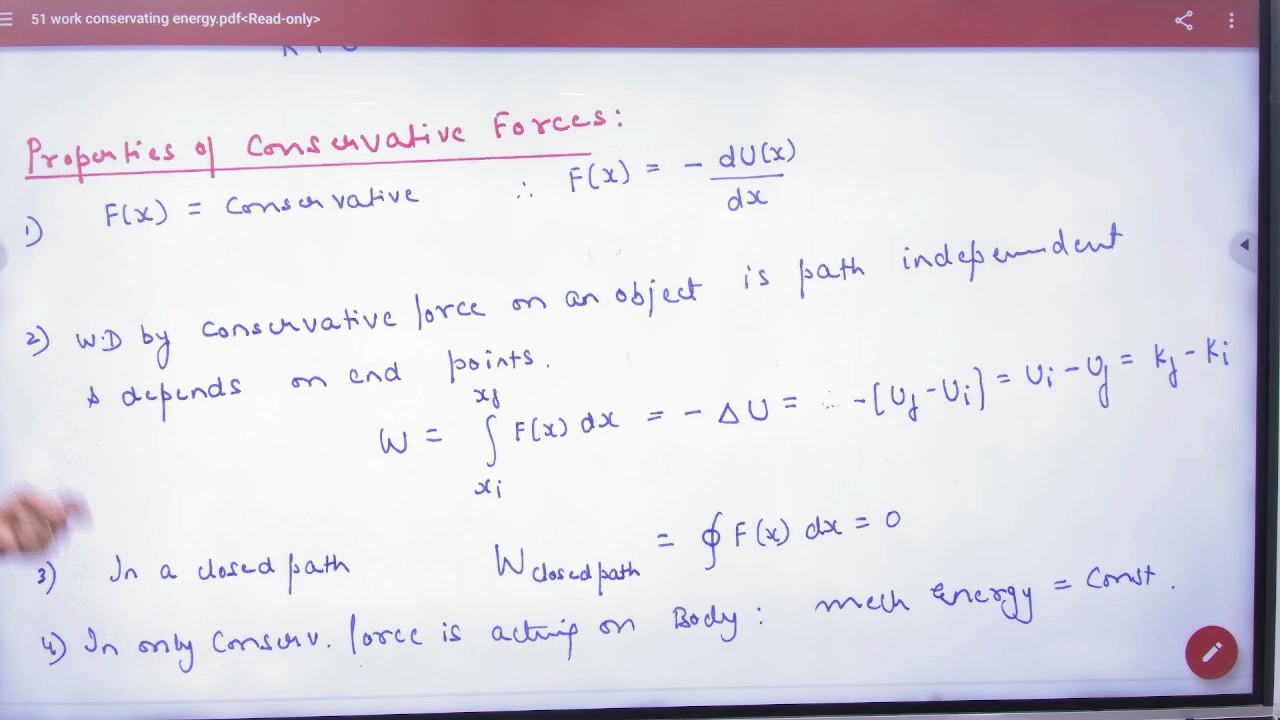 51 work conservating energy.pdf<Read-only>
Properties of Conservative Forces:
1) F(x) = Conservative ∴ F(x) = - dU(x)/dx
2) W.D by conservative force on an object is path independent
& depends on end points.
W = ∫_{xi}^{xf} F(x) dx = - ΔU = -[Uf - Ui] = Ui - Uf = Kf - Ki
3) In a closed path W closed path = ∮ F(x) dx = 0
4) In only Conserv. force is acting on Body: mech Energy = Const.